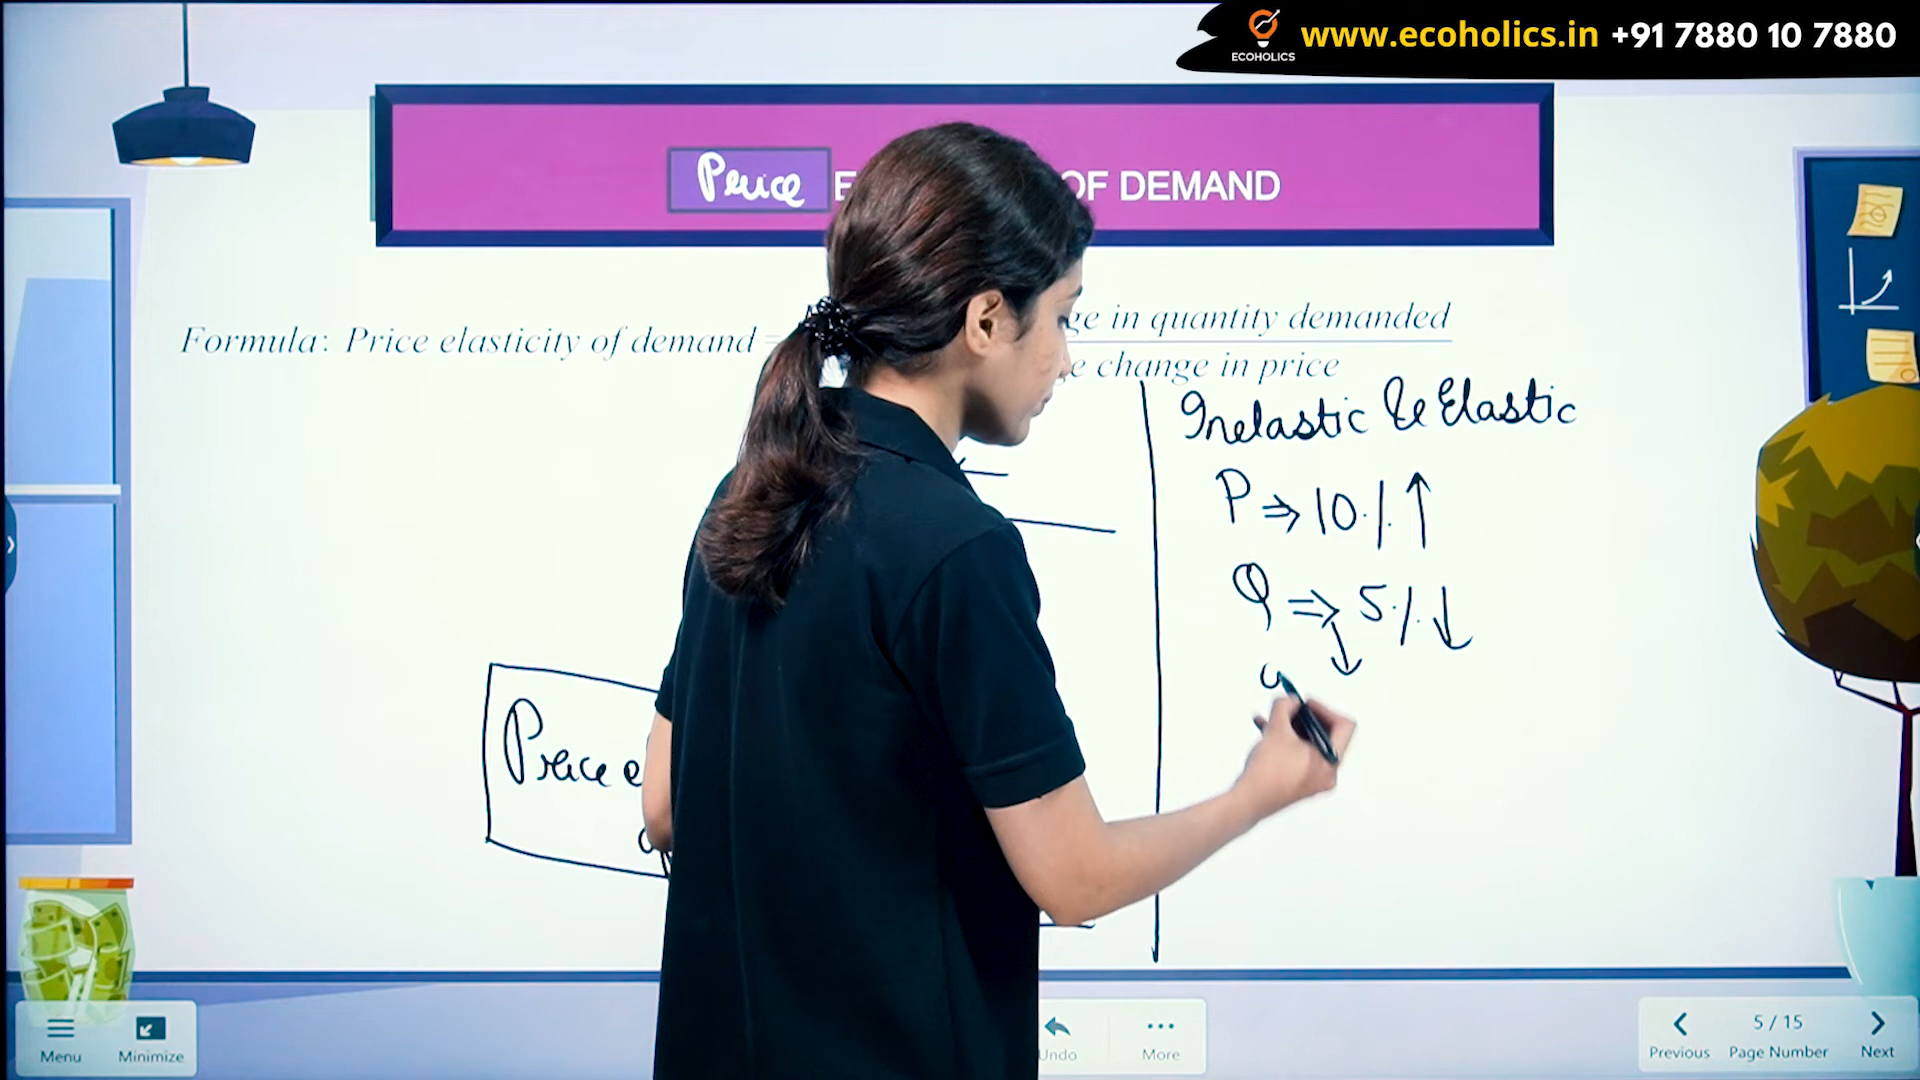 ECOHOLICS
www.ecoholics.in +91 7880 10 7880
Price OF DEMAND
Formula: Price elasticity of demand = in quantity demanded
change in price
Inelastic & Elastic
P ⇒ 10% ↑
Q ⇒ 5% ↓
Price
Menu
Minimize
Undo
More
Previous
5 / 15
Page Number
Next